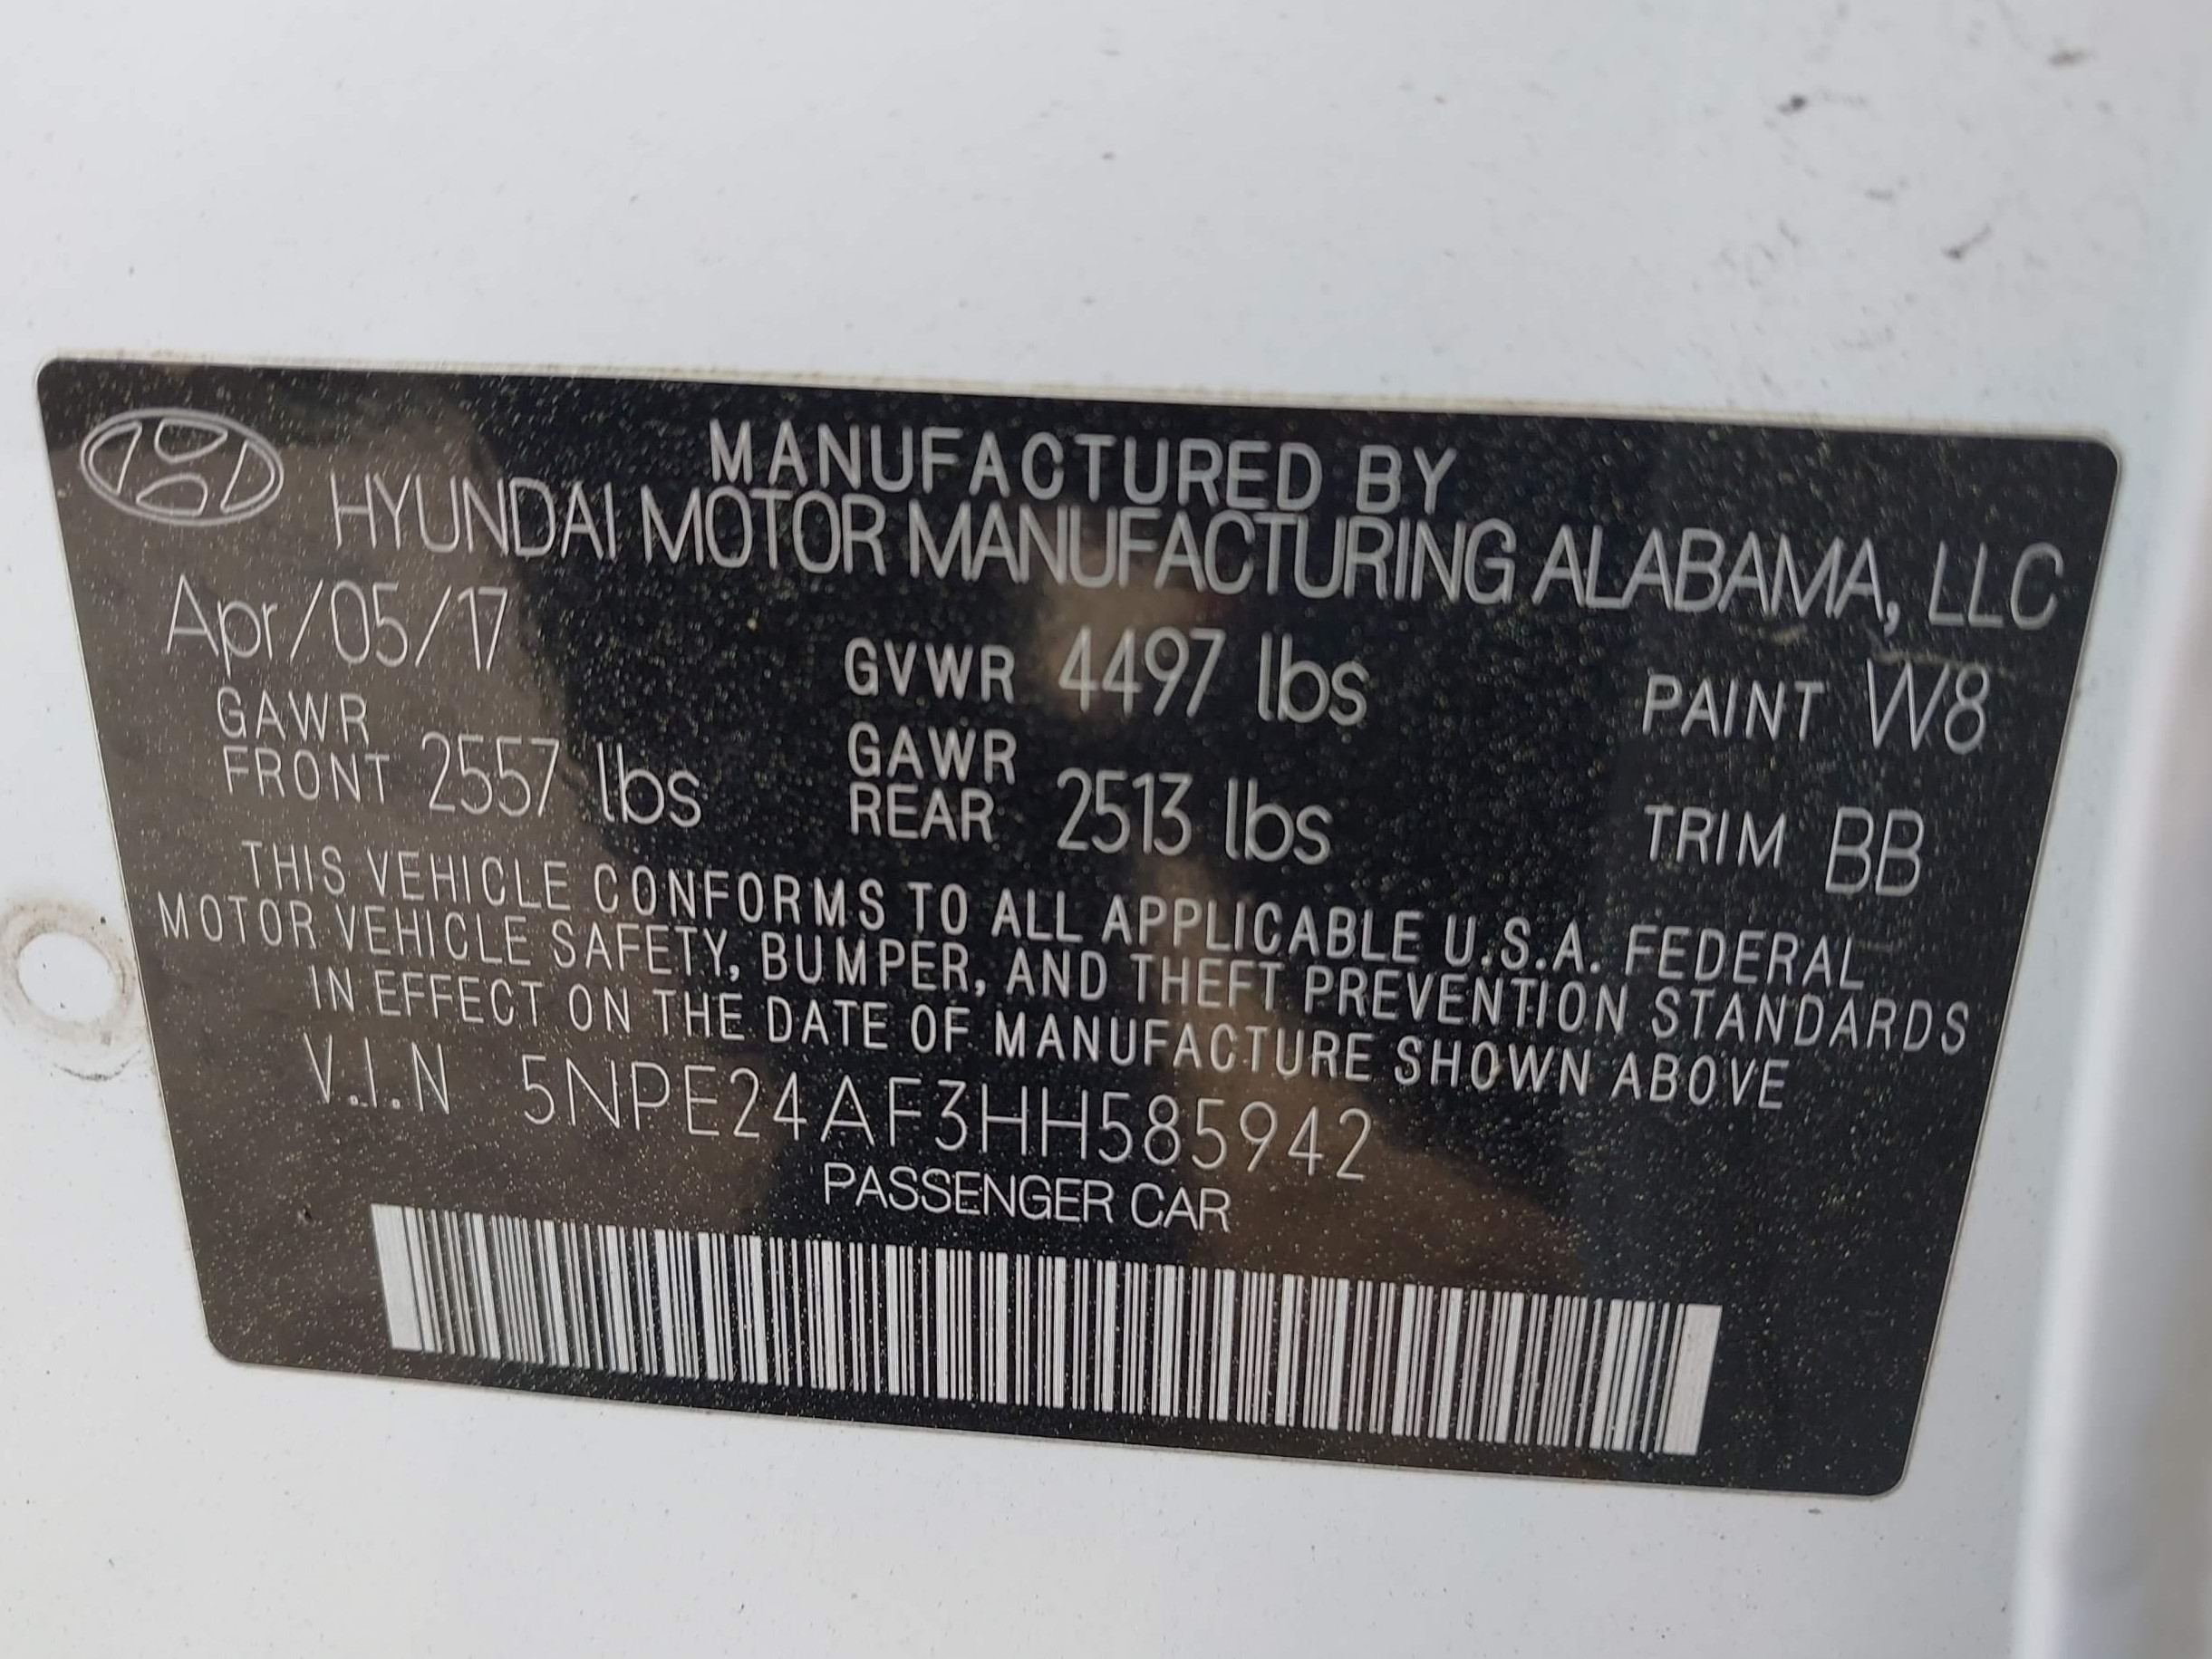 MANUFACTURED BY
HYUNDAI MOTOR MANUFACTURING ALABAMA, LLC
Apr/05/17 GVWR 4497 lbs PAINT W8
GAWR FRONT 2557 lbs GAWR REAR 2513 lbs TRIM BB
THIS VEHICLE CONFORMS TO ALL APPLICABLE U.S.A. FEDERAL
MOTOR VEHICLE SAFETY, BUMPER, AND THEFT PREVENTION STANDARDS
IN EFFECT ON THE DATE OF MANUFACTURE SHOWN ABOVE
V.I.N 5NPE24AF3HH585942
PASSENGER CAR